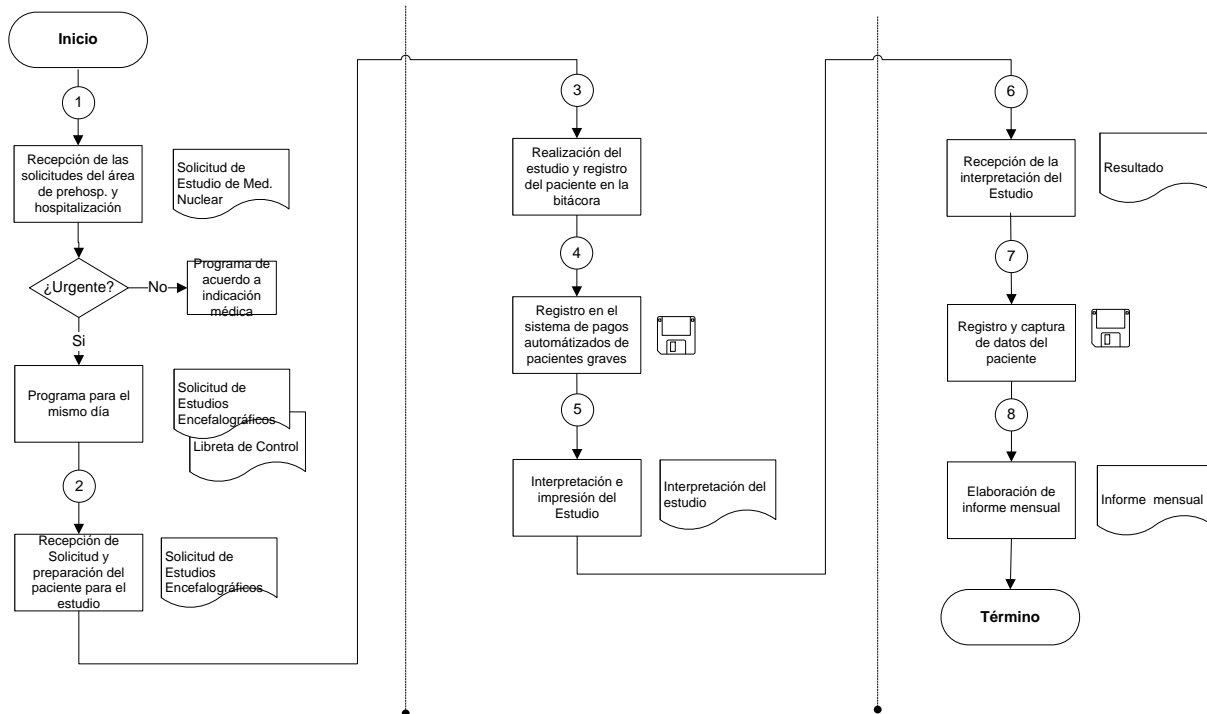 Inicio
1
Recepción de las
solicitudes del área
de prehosp. y
hospitalización
Solicitud de
Estudio de Med.
Nuclear
¿Urgente?
No
Programa de
acuerdo a
indicación
médica
Si
Programa para el
mismo día
Solicitud de
Estudios
Encefalográficos
Libreta de Control
2
Recepción de
Solicitud y
preparación del
paciente para el
estudio
Solicitud de
Estudios
Encefalográficos
3
Realización del
estudio y registro
del paciente en la
bitácora
4
Registro en el
sistema de pagos
automátizados de
pacientes graves
5
Interpretación e
impresión del
Estudio
Interpretación del
estudio
6
Recepción de la
interpretación del
Estudio
Resultado
7
Registro y captura
de datos del
paciente
8
Elaboración de
informe mensual
Informe mensual
Término